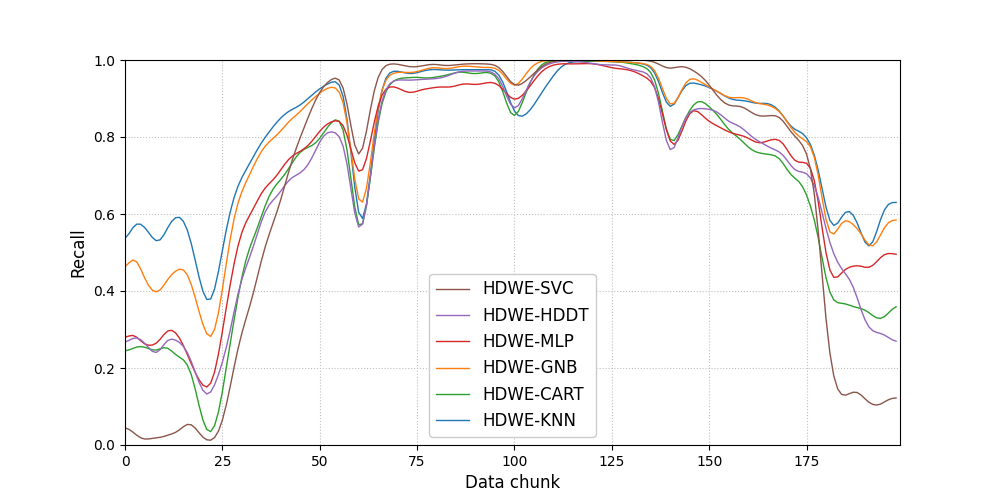 1.0
0.8
0.6
0.4
0.2
0.0
Recall
HDWE-SVC
HDWE-HDDT
HDWE-MLP
HDWE-GNB
HDWE-CART
HDWE-KNN
0 25 50 75 100 125 150 175
Data chunk